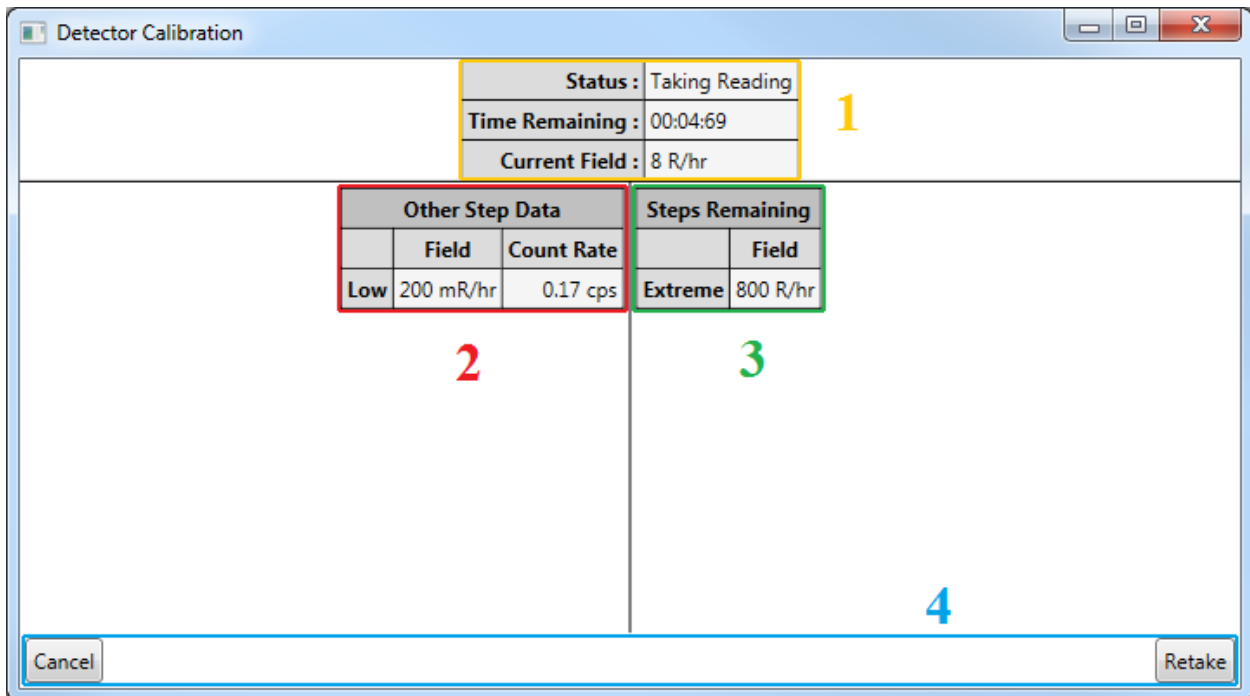 Detector Calibration
Status : Taking Reading
Time Remaining : 00:04:69
1
Current Field : 8 R/hr
Other Step Data
Field Count Rate
Low 200 mR/hr 0.17 cps
2
Steps Remaining
Field
Extreme 800 R/hr
3
4
Cancel
Retake